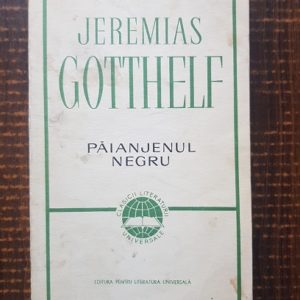 JEREMIAS
GOTTHELF
PĂIANJENUL
NEGRU
CLASICII LITERATURII
UNIVERSALE
EDITURA PENTRU LITERATURA UNIVERSALĂ